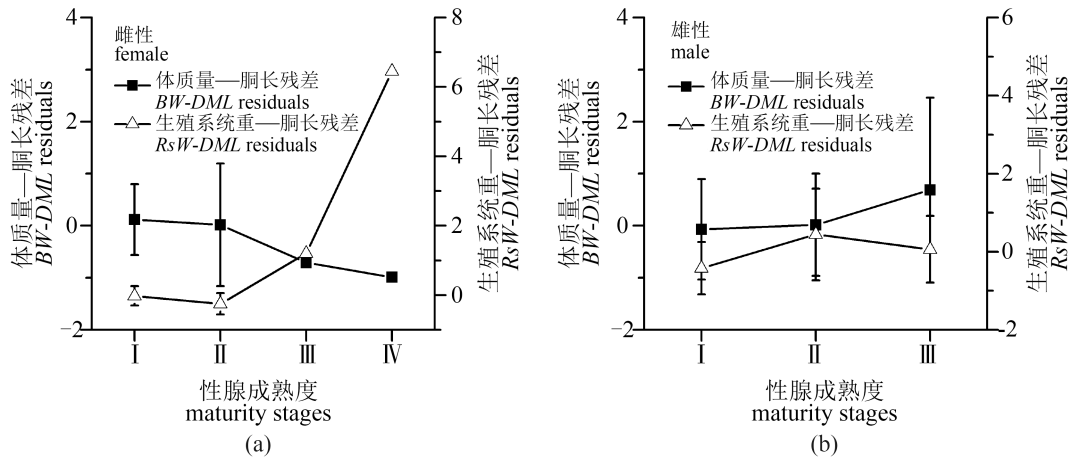 雌性
female
体质量—胴长残差
BW-DML residuals
生殖系统重—胴长残差
RsW-DML residuals
体质量—胴长残差
BW-DML residuals
4
2
0
−2
8
6
4
2
0
生殖系统重—胴长残差
RsW-DML residuals
Ⅰ Ⅱ Ⅲ Ⅳ
性腺成熟度
maturity stages
(a)
雄性
male
体质量—胴长残差
BW-DML residuals
生殖系统重—胴长残差
RsW-DML residuals
体质量—胴长残差
BW-DML residuals
4
2
0
−2
6
4
2
0
-2
生殖系统重—胴长残差
RsW-DML residuals
Ⅰ Ⅱ Ⅲ
性腺成熟度
maturity stages
(b)